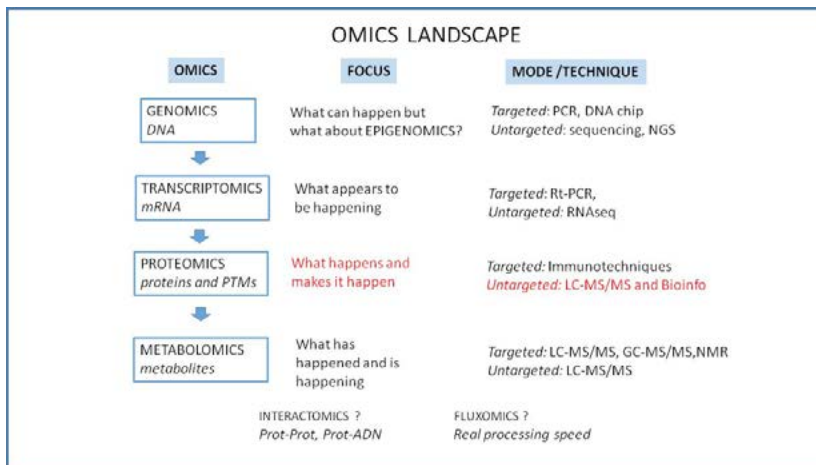 OMICS LANDSCAPE
OMICS FOCUS MODE /TECHNIQUE
GENOMICS
DNA
What can happen but
what about EPIGENOMICS?
Targeted: PCR, DNA chip
Untargeted: sequencing, NGS
TRANSCRIPTOMICS
mRNA
What appears to
be happening
Targeted: Rt-PCR,
Untargeted: RNAseq
PROTEOMICS
proteins and PTMs
What happens and
makes it happen
Targeted: Immunotechniques
Untargeted: LC-MS/MS and Bioinfo
METABOLOMICS
metabolites
What has
happened and is
happening
Targeted: LC-MS/MS, GC-MS/MS,NMR
Untargeted: LC-MS/MS
INTERACTOMICS ?
Prot-Prot, Prot-ADN
FLUXOMICS ?
Real processing speed